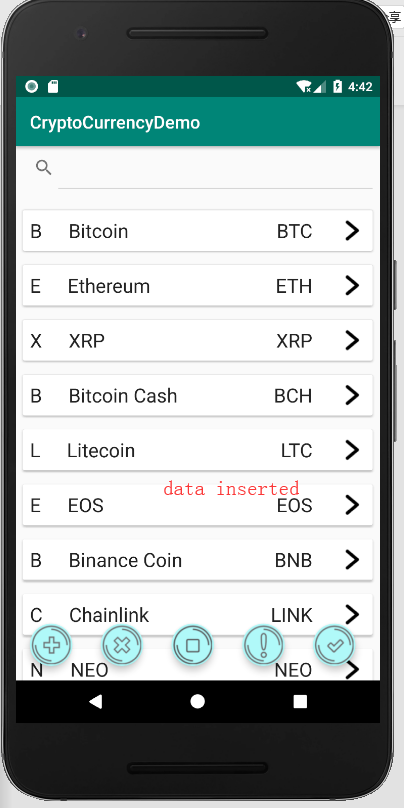 享
4:42
CryptoCurrencyDemo
B Bitcoin BTC
E Ethereum ETH
X XRP XRP
B Bitcoin Cash BCH
L Litecoin LTC
data inserted
E EOS EOS
B Binance Coin BNB
C Chainlink LINK
N NEO NEO